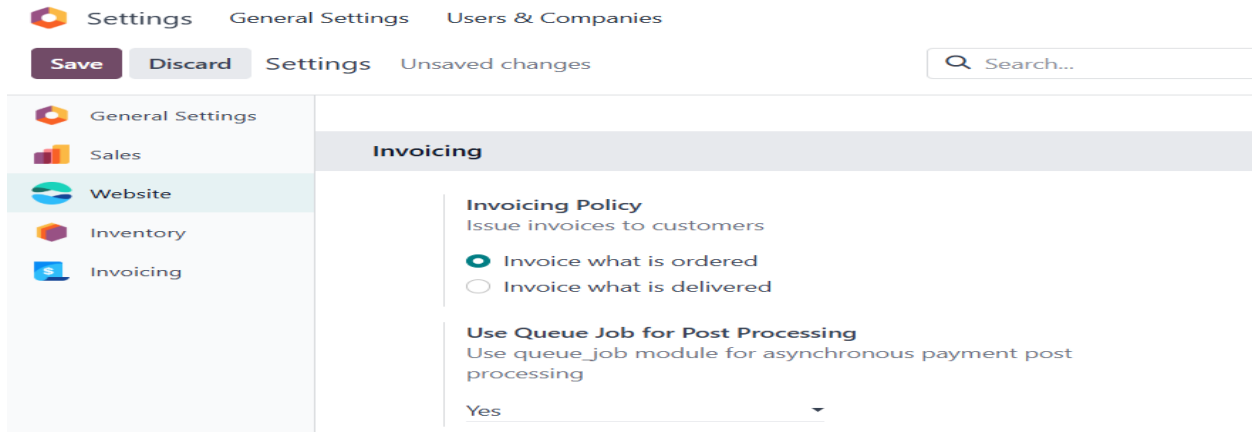 Settings General Settings Users & Companies
Save Discard Settings Unsaved changes Search...
General Settings
Sales
Website
Inventory
Invoicing
Invoicing
Invoicing Policy
Issue invoices to customers
Invoice what is ordered
Invoice what is delivered
Use Queue Job for Post Processing
Use queue_job module for asynchronous payment post
processing
Yes